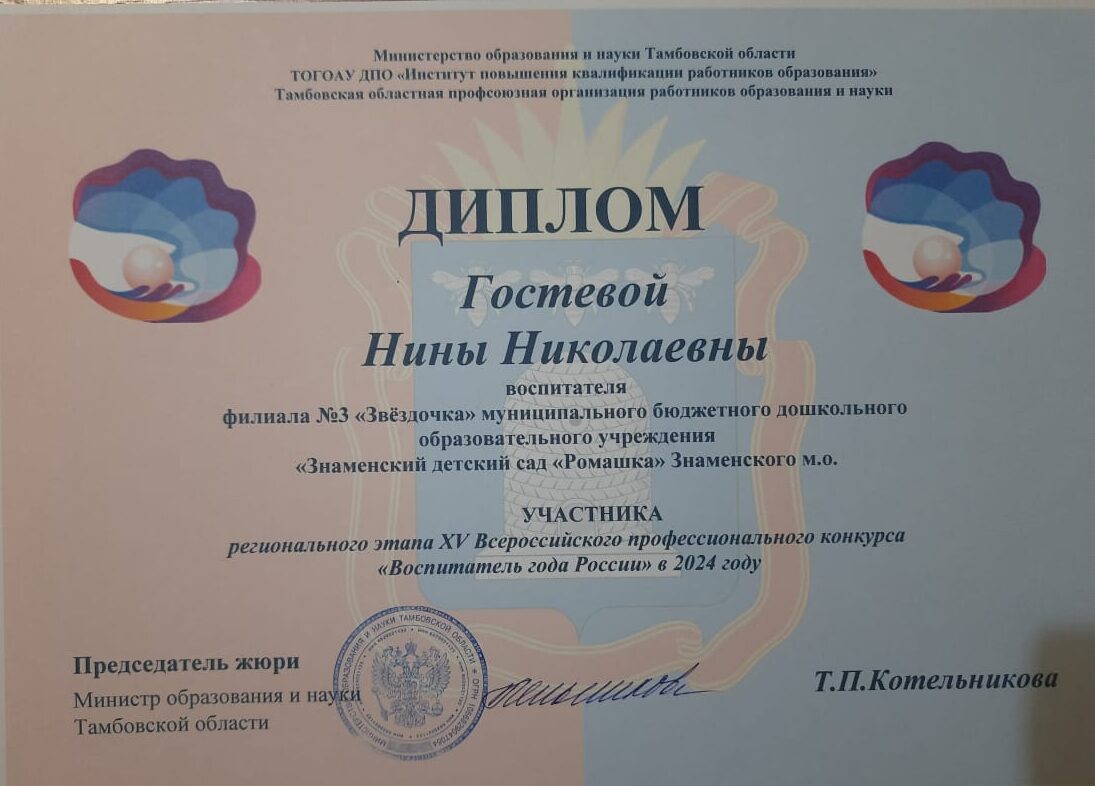 Министерство образования и науки Тамбовской области
ТОГОАУ ДПО «Институт повышения квалификации работников образования»
Тамбовская областная профсоюзная организация работников образования и науки
ДИПЛОМ
Гостевой
Нины Николаевны
воспитателя
филиала №3 «Звёздочка» муниципального бюджетного дошкольного
образовательного учреждения
«Знаменский детский сад «Ромашка» Знаменского м.о.
УЧАСТНИКА
регионального этапа XV Всероссийского профессионального конкурса
«Воспитатель года России» в 2024 году
Председатель жюри
Министр образования и науки
Тамбовской области
Т.П.Котельникова